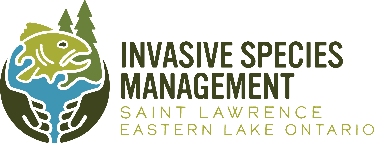 INVASIVE SPECIES
MANAGEMENT
SAINT LAWRENCE
EASTERN LAKE ONTARIO